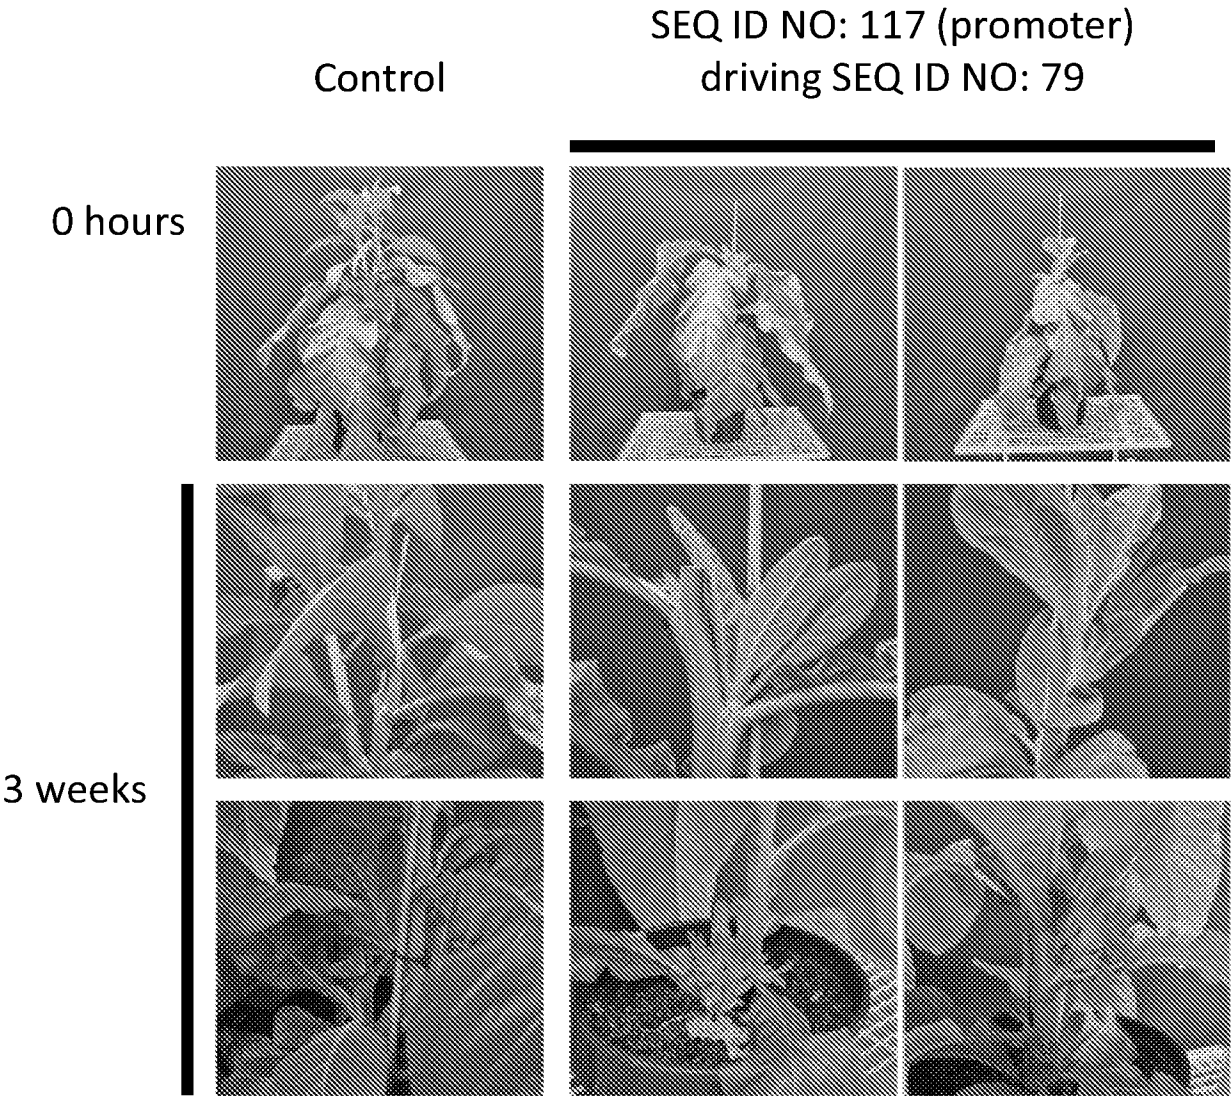 SEQ ID NO: 117 (promoter)
Control
driving SEQ ID NO: 79
0 hours
3 weeks